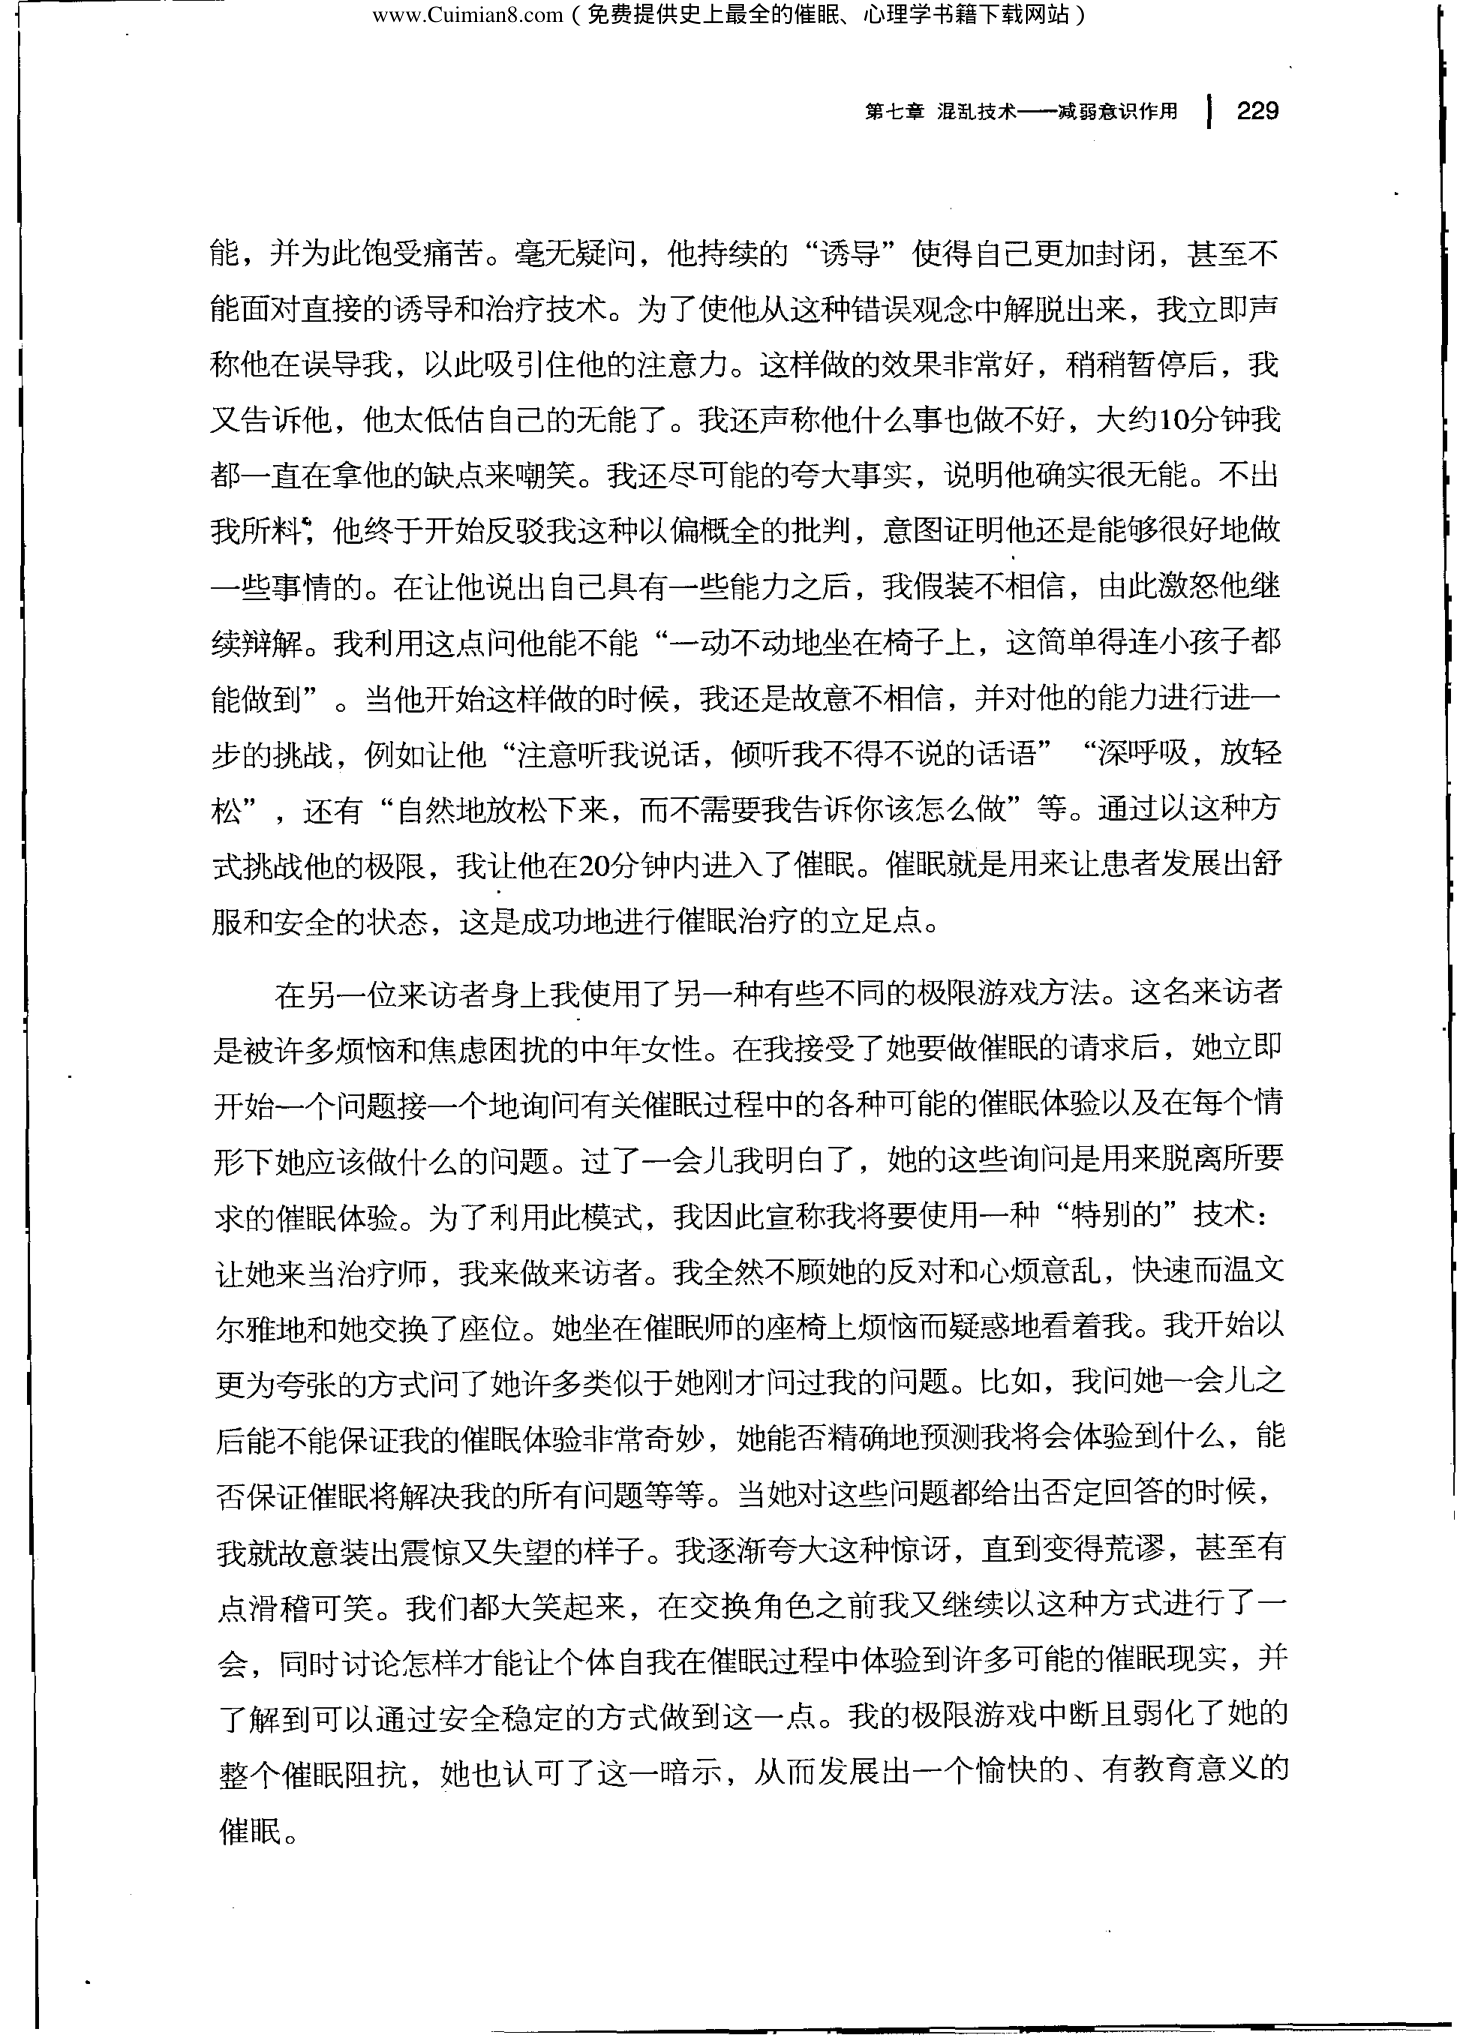 www.Cuimian8.com（免费提供史上最全的催眠、心理学书籍下载网站）
第七章 混乱技术——减弱意识作用 | 229
能，并为此饱受痛苦。毫无疑问，他持续的“诱导”使得自己更加封闭，甚至不
能面对直接的诱导和治疗技术。为了使他从这种错误观念中解脱出来，我立即声
称他在误导我，以此吸引住他的注意力。这样做的效果非常好，稍稍暂停后，我
又告诉他，他太低估自己的无能了。我还声称他什么事也做不好，大约10分钟我
都一直在拿他的缺点来嘲笑。我还尽可能的夸大事实，说明他确实很无能。不出
我所料，他终于开始反驳我这种以偏概全的批判，意图证明他还是能够很好地做
一些事情的。在让他说出自己具有一些能力之后，我假装不相信，由此激怒他继
续辩解。我利用这点问他能不能“一动不动地坐在椅子上，这简单得连小孩子都
能做到”。当他开始这样做的时候，我还是故意不相信，并对他的能力进行进一
步的挑战，例如让他“注意听我说话，倾听我不得不说的话语”“深呼吸，放轻
松”，还有“自然地放松下来，而不需要我告诉你该怎么做”等。通过以这种方
式挑战他的极限，我让他在20分钟内进入了催眠。催眠就是用来让患者发展出舒
服和安全的状态，这是成功地进行催眠治疗的立足点。
在另一位来访者身上我使用了另一种有些不同的极限游戏方法。这名来访者
是被许多烦恼和焦虑困扰的中年女性。在我接受了她要做催眠的请求后，她立即
开始一个问题接一个地询问有关催眠过程中的各种可能的催眠体验以及在每个情
形下她应该做什么的问题。过了一会儿我明白了，她的这些询问是用来脱离所要
求的催眠体验。为了利用此模式，我因此宣称我将要使用一种“特别的”技术：
让她来当治疗师，我来做来访者。我全然不顾她的反对和心烦意乱，快速而温文
尔雅地和她交换了座位。她坐在催眠师的座椅上烦恼而疑惑地看着我。我开始以
更为夸张的方式问了她许多类似于她刚才问过我的问题。比如，我问她一会儿之
后能不能保证我的催眠体验非常奇妙，她能否精确地预测我将会体验到什么，能
否保证催眠将解决我的所有问题等等。当她对这些问题都给出否定回答的时候，
我就故意装出震惊又失望的样子。我逐渐夸大这种惊讶，直到变得荒谬，甚至有
点滑稽可笑。我们都大笑起来，在交换角色之前我又继续以这种方式进行了一
会，同时讨论怎样才能让个体自我在催眠过程中体验到许多可能的催眠现实，并
了解到可以通过安全稳定的方式做到这一点。我的极限游戏中断且弱化了她的
整个催眠阻抗，她也认可了这一暗示，从而发展出一个愉快的、有教育意义的
催眠。